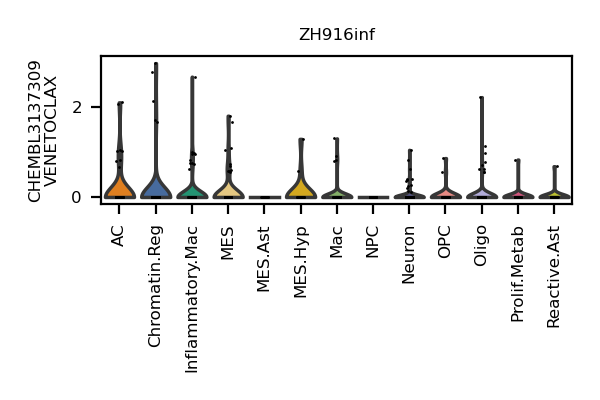 ZH916inf
CHEMBL3137309
VENETOCLAX
2
0
AC
Chromatin.Reg
Inflammatory.Mac
MES
MES.Ast
MES.Hyp
Mac
NPC
Neuron
OPC
Oligo
Prolif.Metab
Reactive.Ast